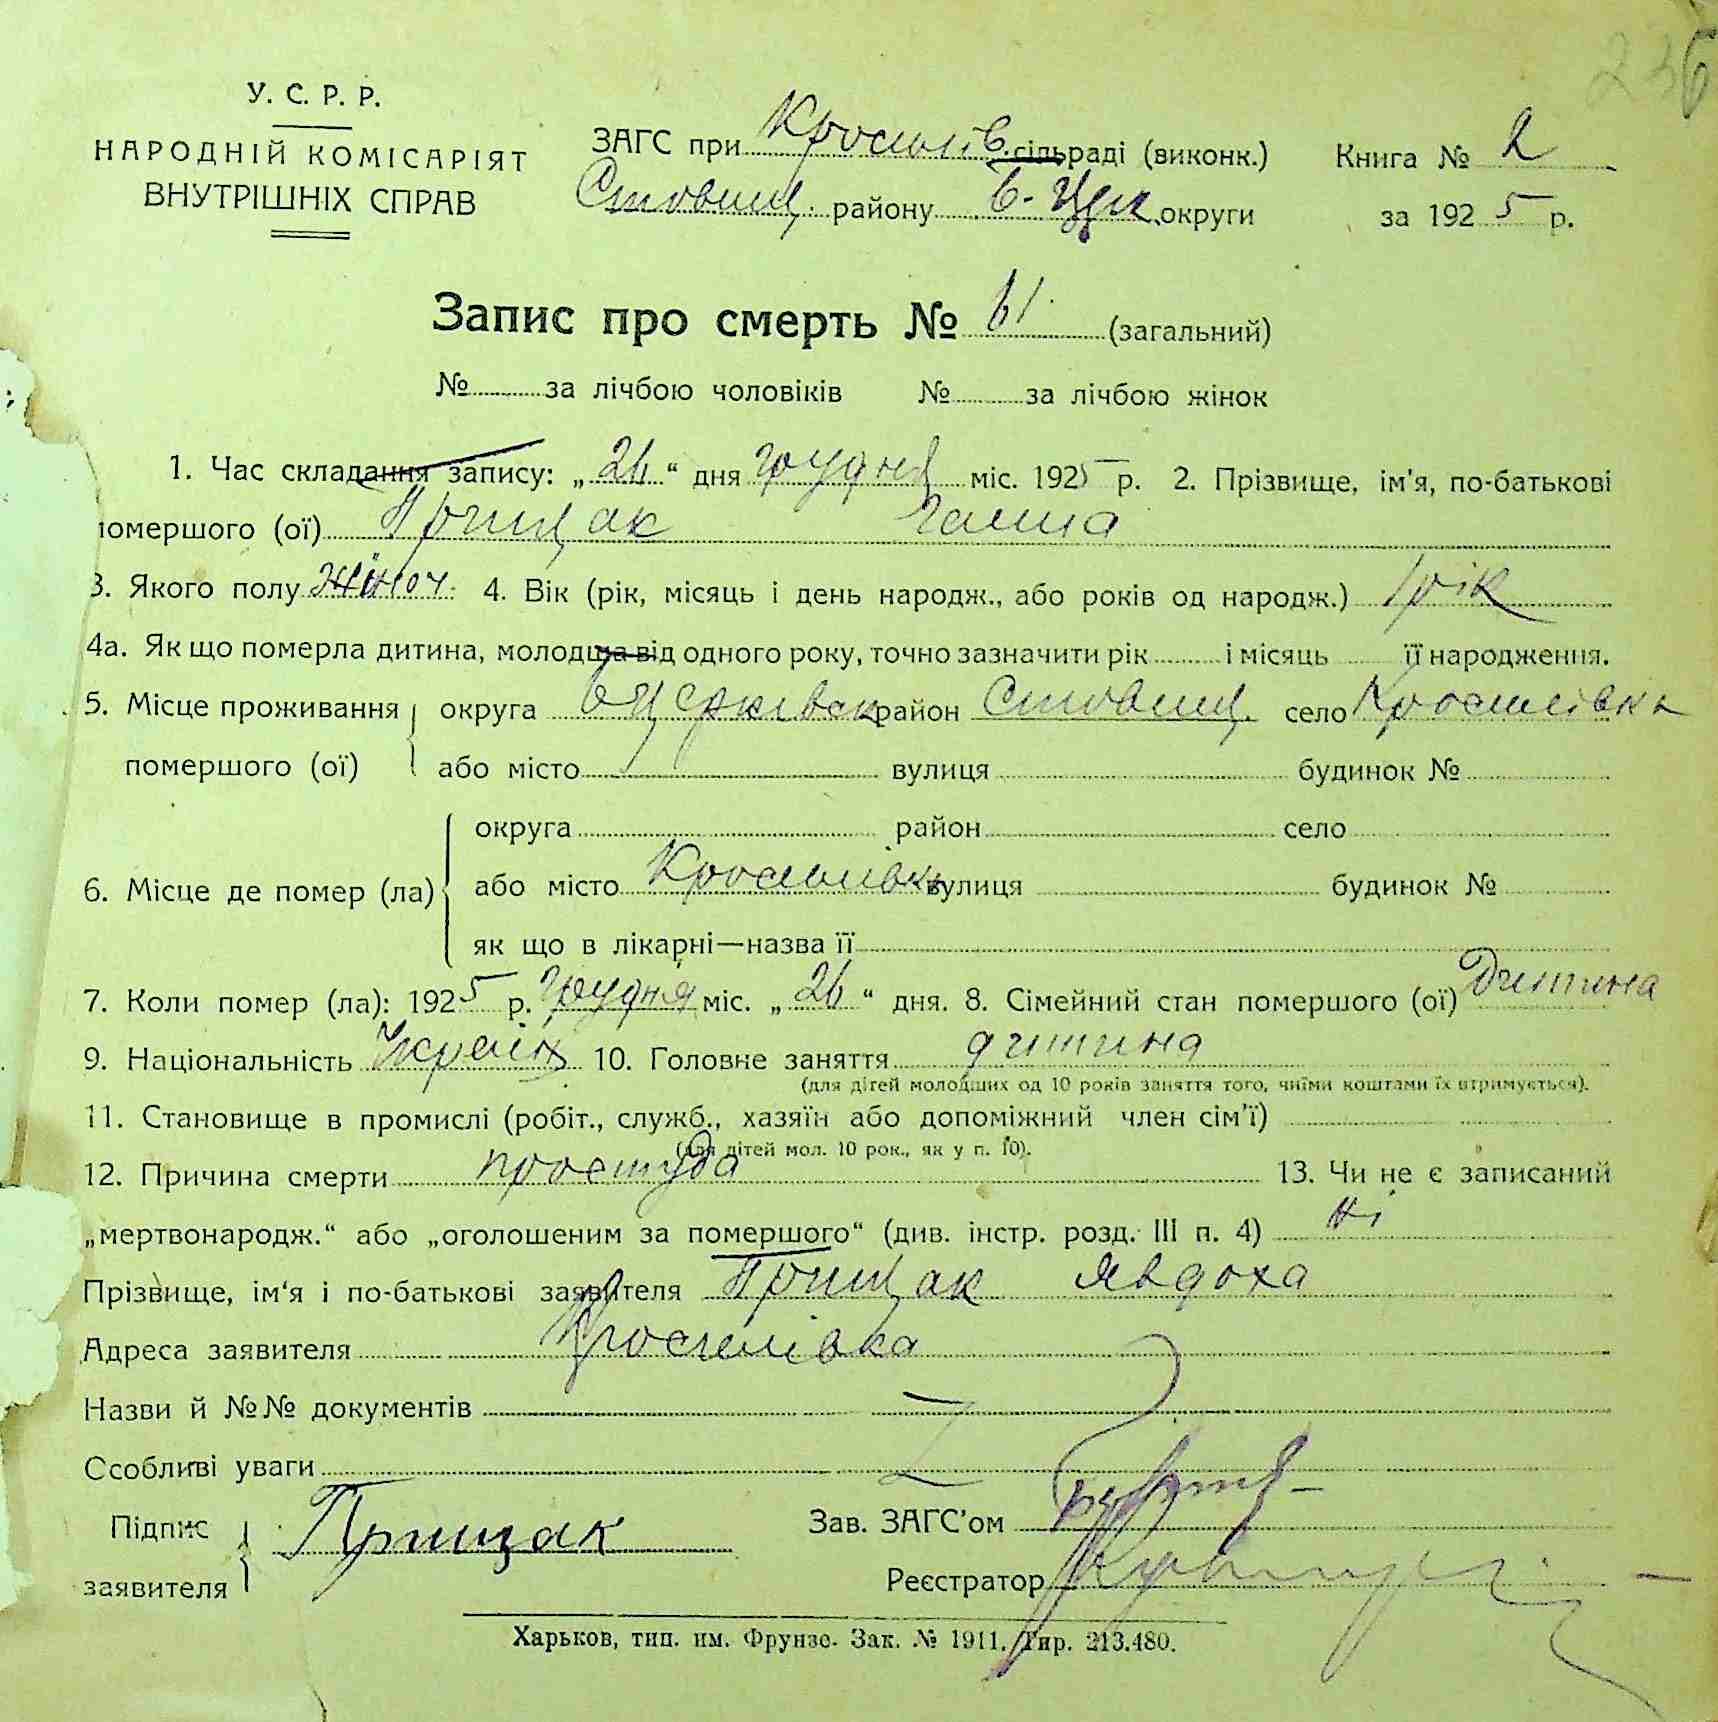 236
У. С. Р. Р.
НАРОДНІЙ КОМІСАРІЯТ
ВНУТРІШНІХ СПРАВ
ЗАГС при сільраді (виконк.) Книга № 2
Ставищ. району Б-Церк. округи за 1925 р.
Запис про смерть № 61 (загальний)
№ за лічбою чоловіків № за лічбою жінок
1. Час складання запису: „26“ дня грудня міс. 1925 р. 2. Прізвище, ім'я, по-батькові
помершого (ої) Прищак Ганна
3. Якого полу жіноч. 4. Вік (рік, місяць і день народж., або років од народж.) 1 рік
4а. Як що померла дитина, молодша від одного року, точно зазначити рік і місяць її народження.
5. Місце проживання округа Б Церківськ район Ставищ. село
помершого (ої) або місто вулиця будинок №
округа район село
6. Місце де помер (ла) або місто вулиця будинок №
як що в лікарні—назва її
7. Коли помер (ла): 1925 р. грудня міс. „26“ дня. 8. Сімейний стан помершого (ої) Дитина
9. Національність Україн 10. Головне заняття дитина
(для дітей молодших од 10 років заняття того, чиїми коштами їх втримується).
11. Становище в промислі (робіт., служб., хазяїн або допоміжний член сім'ї)
(для дітей мол. 10 рок., як у п. 10).
12. Причина смерти простуда 13. Чи не є записаний
„мертвонародж.“ або „оголошеним за помершого“ (див. інстр. розд. III п. 4) ні
Прізвище, ім'я і по-батькові заявителя Прищак Явдоха
Адреса заявителя
Назви й №№ документів
Особливі уваги
Підпис Прищак Зав. ЗАГС'ом
заявителя Реєстратор
Харьков, тип. им. Фрунзе. Зак. № 1911. Тир. 213.480.